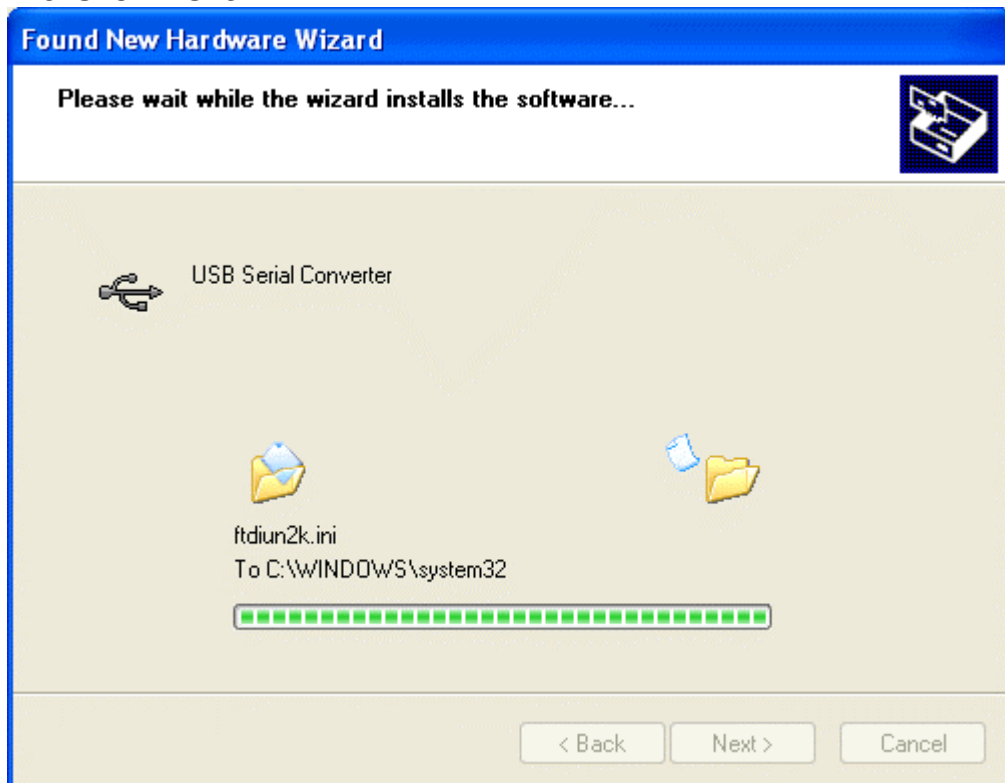 Found New Hardware Wizard
Please wait while the wizard installs the software...
USB Serial Converter
ftdiun2k.ini
To C:\WINDOWS\system32
< Back
Next >
Cancel